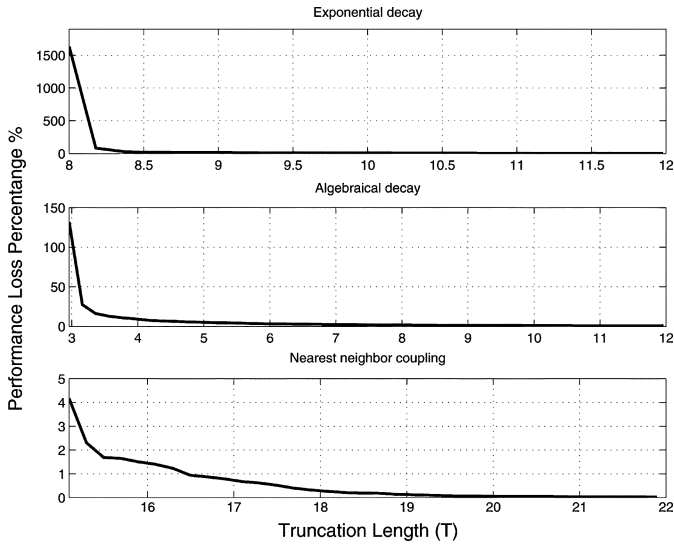 Exponential decay
1500
1000
500
0
8 8.5 9 9.5 10 10.5 11 11.5 12
Algebraical decay
150
100
50
0
3 4 5 6 7 8 9 10 11 12
Nearest neighbor coupling
5
4
3
2
1
0
16 17 18 19 20 21 22
Performance Loss Percentange %
Truncation Length (T)